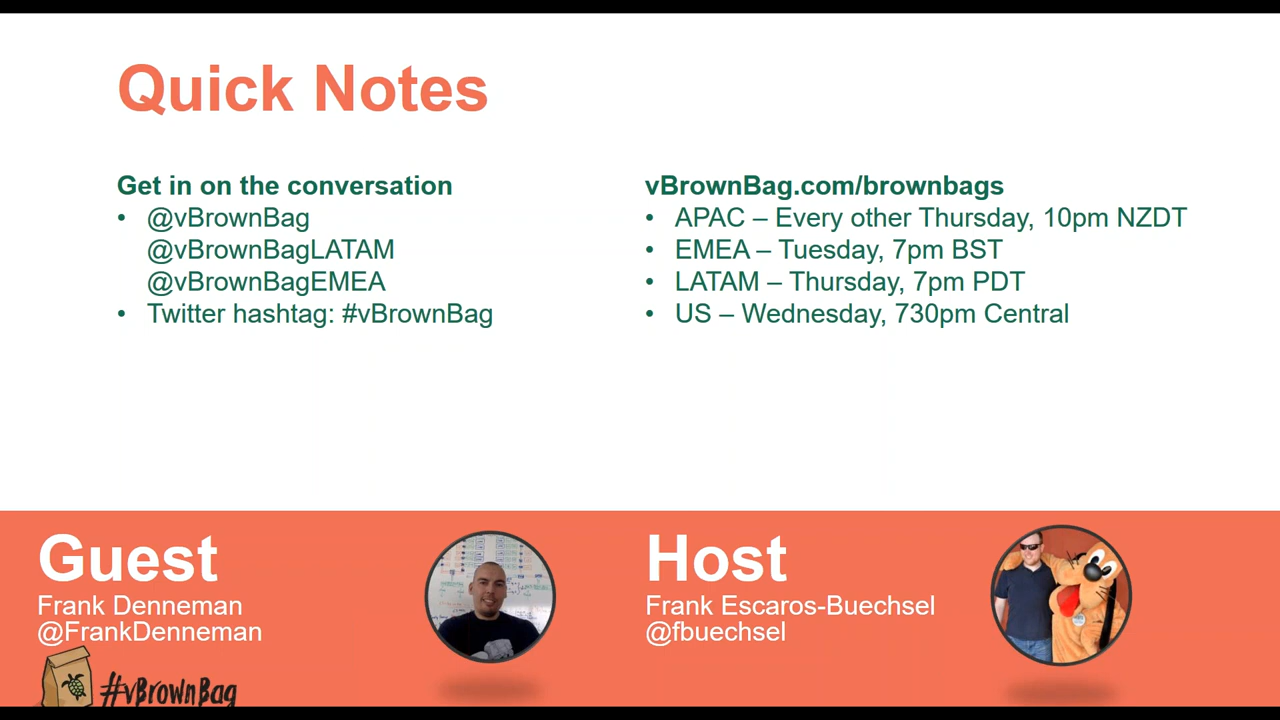 Quick Notes
Get in on the conversation
• @vBrownBag
@vBrownBagLATAM
@vBrownBagEMEA
• Twitter hashtag: #vBrownBag
vBrownBag.com/brownbags
• APAC – Every other Thursday, 10pm NZDT
• EMEA – Tuesday, 7pm BST
• LATAM – Thursday, 7pm PDT
• US – Wednesday, 730pm Central
Guest
Frank Denneman
@FrankDenneman
Host
Frank Escaros-Buechsel
@fbuechsel
#vBrownBag